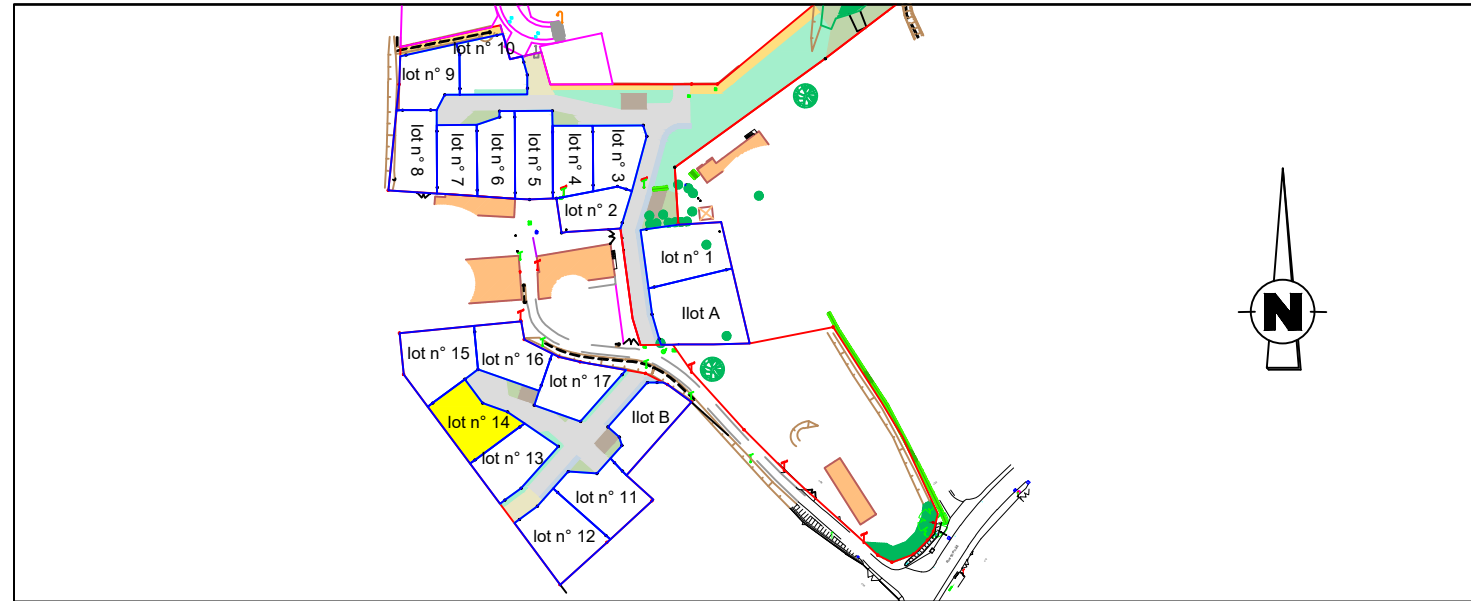 lot n° 10
lot n° 9
lot n° 8
lot n° 7
lot n° 6
lot n° 5
lot n° 4
lot n° 3
lot n° 2
lot n° 1
Ilot A
lot n° 15
lot n° 16
lot n° 17
lot n° 14
Ilot B
lot n° 13
lot n° 11
lot n° 12
N